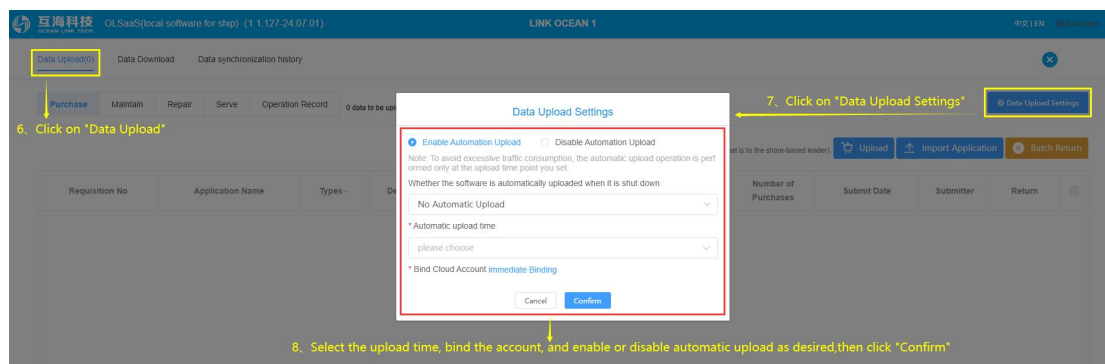 互海科技 OLSaaS(local software for ship) (1.1.127-24.07.01) LINK OCEAN 1 中文 | EN
OCEAN LINK TECH
Data Upload(0) Data Download Data synchronization history
Purchase Maintain Repair Serve Operation Record 0 data to be
Data Upload Settings
7、Click on "Data Upload Settings"
Data Upload Settings
6、Click on "Data Upload"
Enable Automation Upload Disable Automation Upload
Note: To avoid excessive traffic consumption, the automatic upload operation is perf
ormed only at the upload time point you set.
is to the shore-based leader) Upload Import Application Batch Return
Whether the software is automatically uploaded when it is shut down
No Automatic Upload
Requisition No Application Name Types Number of Purchases Submit Date Submitter Return
* Automatic upload time
please choose
* Bind Cloud Account immediate Binding
Cancel Confirm
8、Select the upload time, bind the account, and enable or disable automatic upload as desired,then click "Confirm"